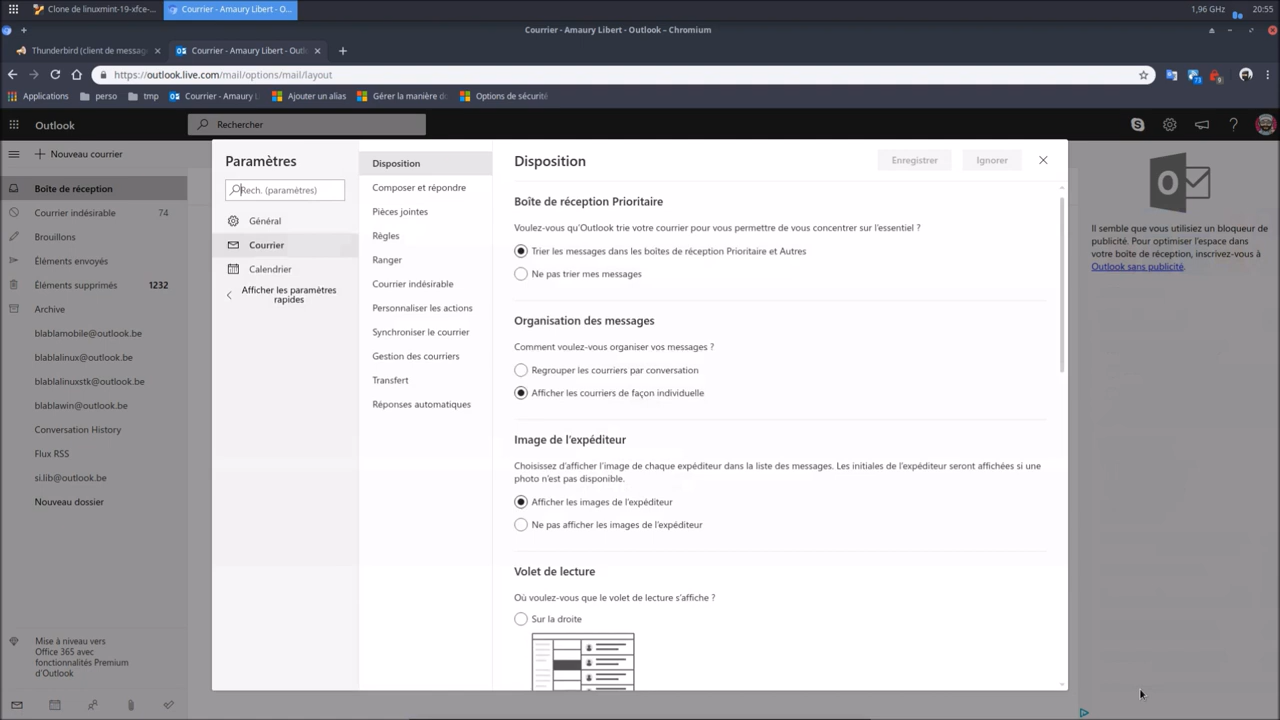 Clone de linuxmint-19-xfce-...
Courrier - Amaury Libert - O...
1,96 GHz
20:55
Courrier - Amaury Libert - Outlook – Chromium
Thunderbird (client de message
Courrier - Amaury Libert - Outl
https://outlook.live.com/mail/options/mail/layout
Applications
perso
tmp
Courrier - Amaury L
Ajouter un alias
Gérer la manière do
Options de sécurité
Outlook
Rechercher
Nouveau courrier
Boîte de réception
Courrier indésirable
74
Brouillons
Éléments envoyés
Éléments supprimés
1232
Archive
blablamobile@outlook.be
blablalinux@outlook.be
blablalinuxstk@outlook.be
blablawin@outlook.be
Conversation History
Flux RSS
si.lib@outlook.be
Nouveau dossier
Mise à niveau vers
Office 365 avec
fonctionnalités Premium
d'Outlook
Paramètres
Rech. (paramètres)
Général
Courrier
Calendrier
Afficher les paramètres
rapides
Disposition
Composer et répondre
Pièces jointes
Règles
Ranger
Courrier indésirable
Personnaliser les actions
Synchroniser le courrier
Gestion des courriers
Transfert
Réponses automatiques
Disposition
Enregistrer
Ignorer
Boîte de réception Prioritaire
Voulez-vous qu'Outlook trie votre courrier pour vous permettre de vous concentrer sur l'essentiel ?
Trier les messages dans les boîtes de réception Prioritaire et Autres
Ne pas trier mes messages
Organisation des messages
Comment voulez-vous organiser vos messages ?
Regrouper les courriers par conversation
Afficher les courriers de façon individuelle
Image de l'expéditeur
Choisissez d'afficher l'image de chaque expéditeur dans la liste des messages. Les initiales de l'expéditeur seront affichées si une
photo n'est pas disponible.
Afficher les images de l'expéditeur
Ne pas afficher les images de l'expéditeur
Volet de lecture
Où voulez-vous que le volet de lecture s'affiche ?
Sur la droite
Il semble que vous utilisiez un bloqueur
de publicité. Pour optimiser l'espace dans
votre boîte de réception, inscrivez-vous à
Outlook sans publicité.